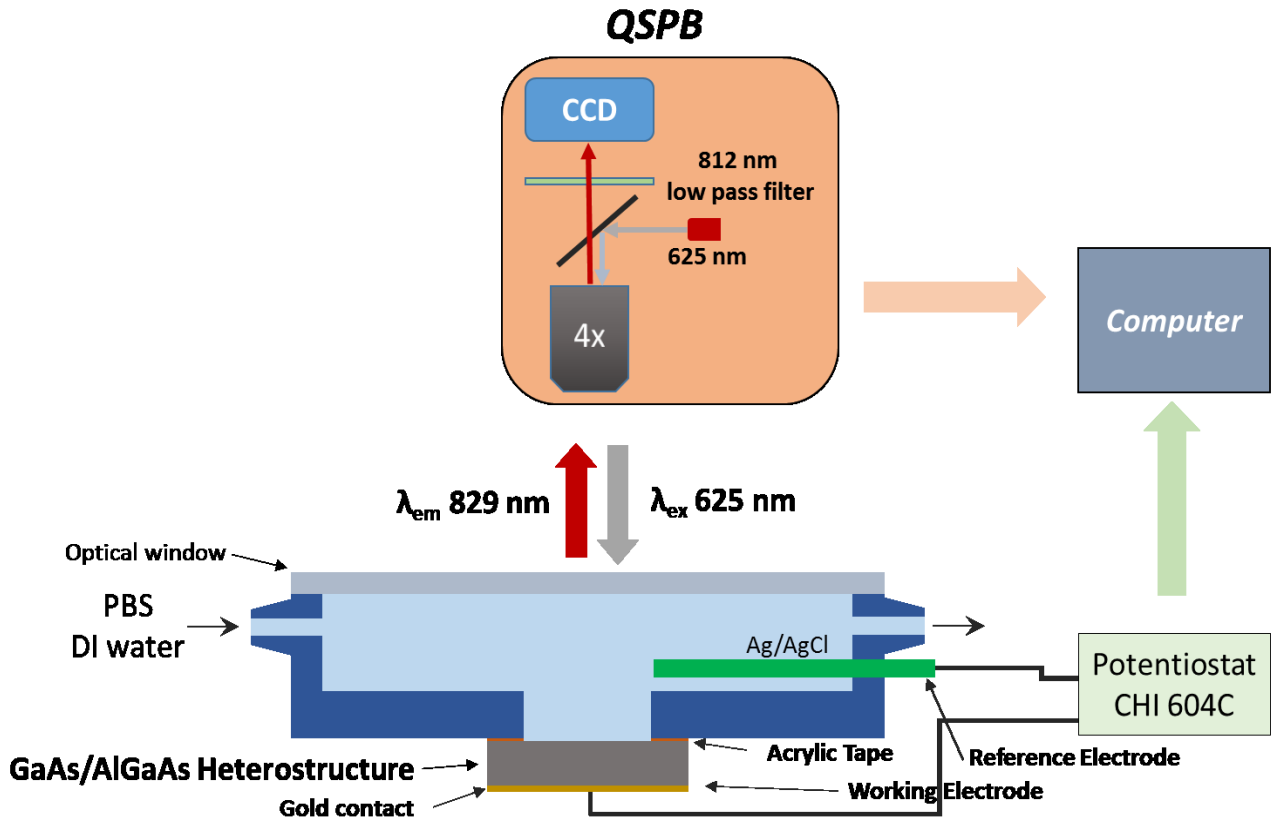 QSPB
CCD
812 nm
low pass filter
625 nm
4x
Computer
λem 829 nm
λex 625 nm
Optical window
PBS
DI water
Ag/AgCl
Potentiostat
CHI 604C
Acrylic Tape
Reference Electrode
GaAs/AlGaAs Heterostructure
Working Electrode
Gold contact